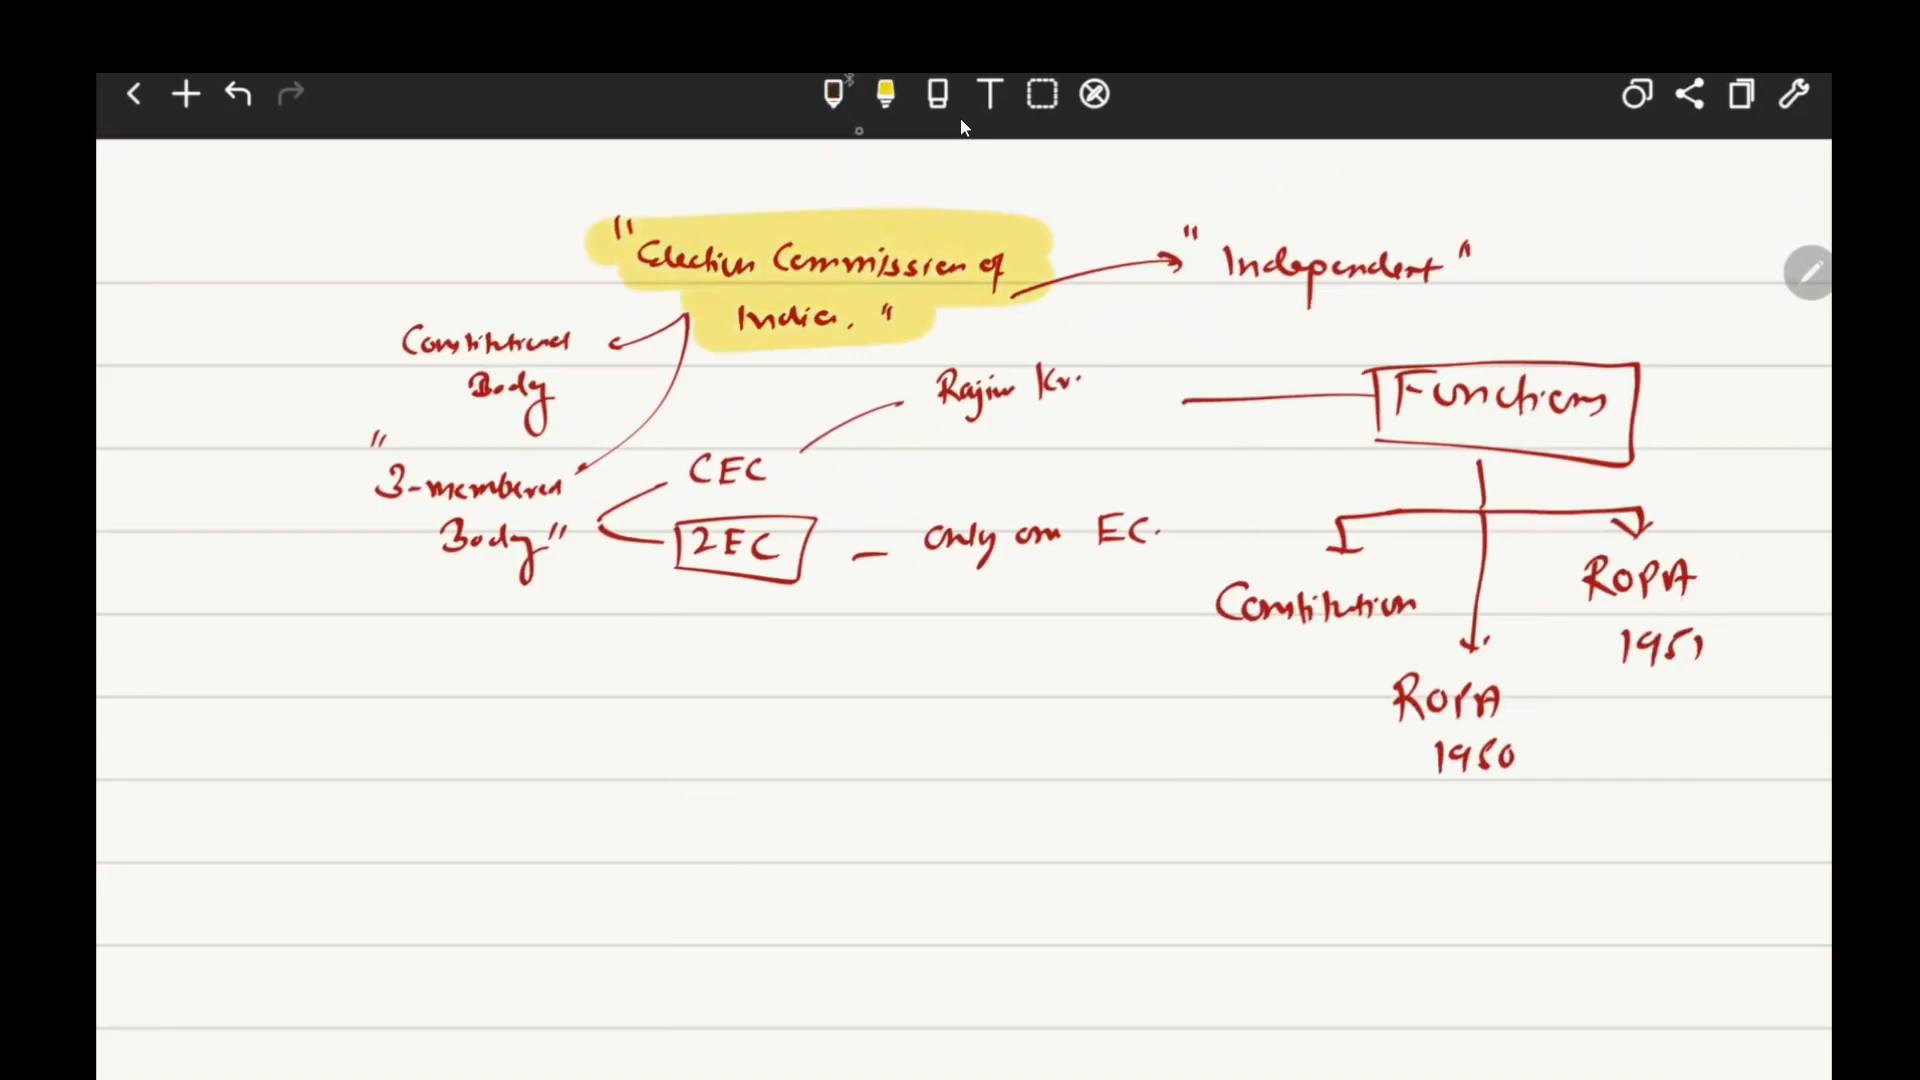 "Election Commission of
India."
"Independent"
Constitutional
Body
Rajiv Kr.
Functions
"3-membered
Body"
CEC
2EC - Only one EC.
Constitution
ROPA
1951
ROPA
1950